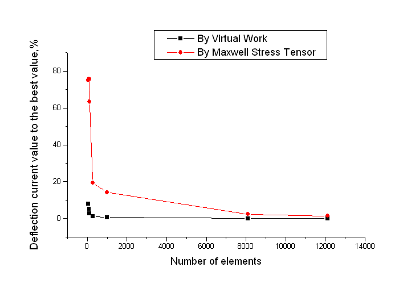 By Virtual Work
By Maxwell Stress Tensor
Deflection current value to the best value,%
80
60
40
20
0
0 2000 4000 6000 8000 10000 12000 14000
Number of elements